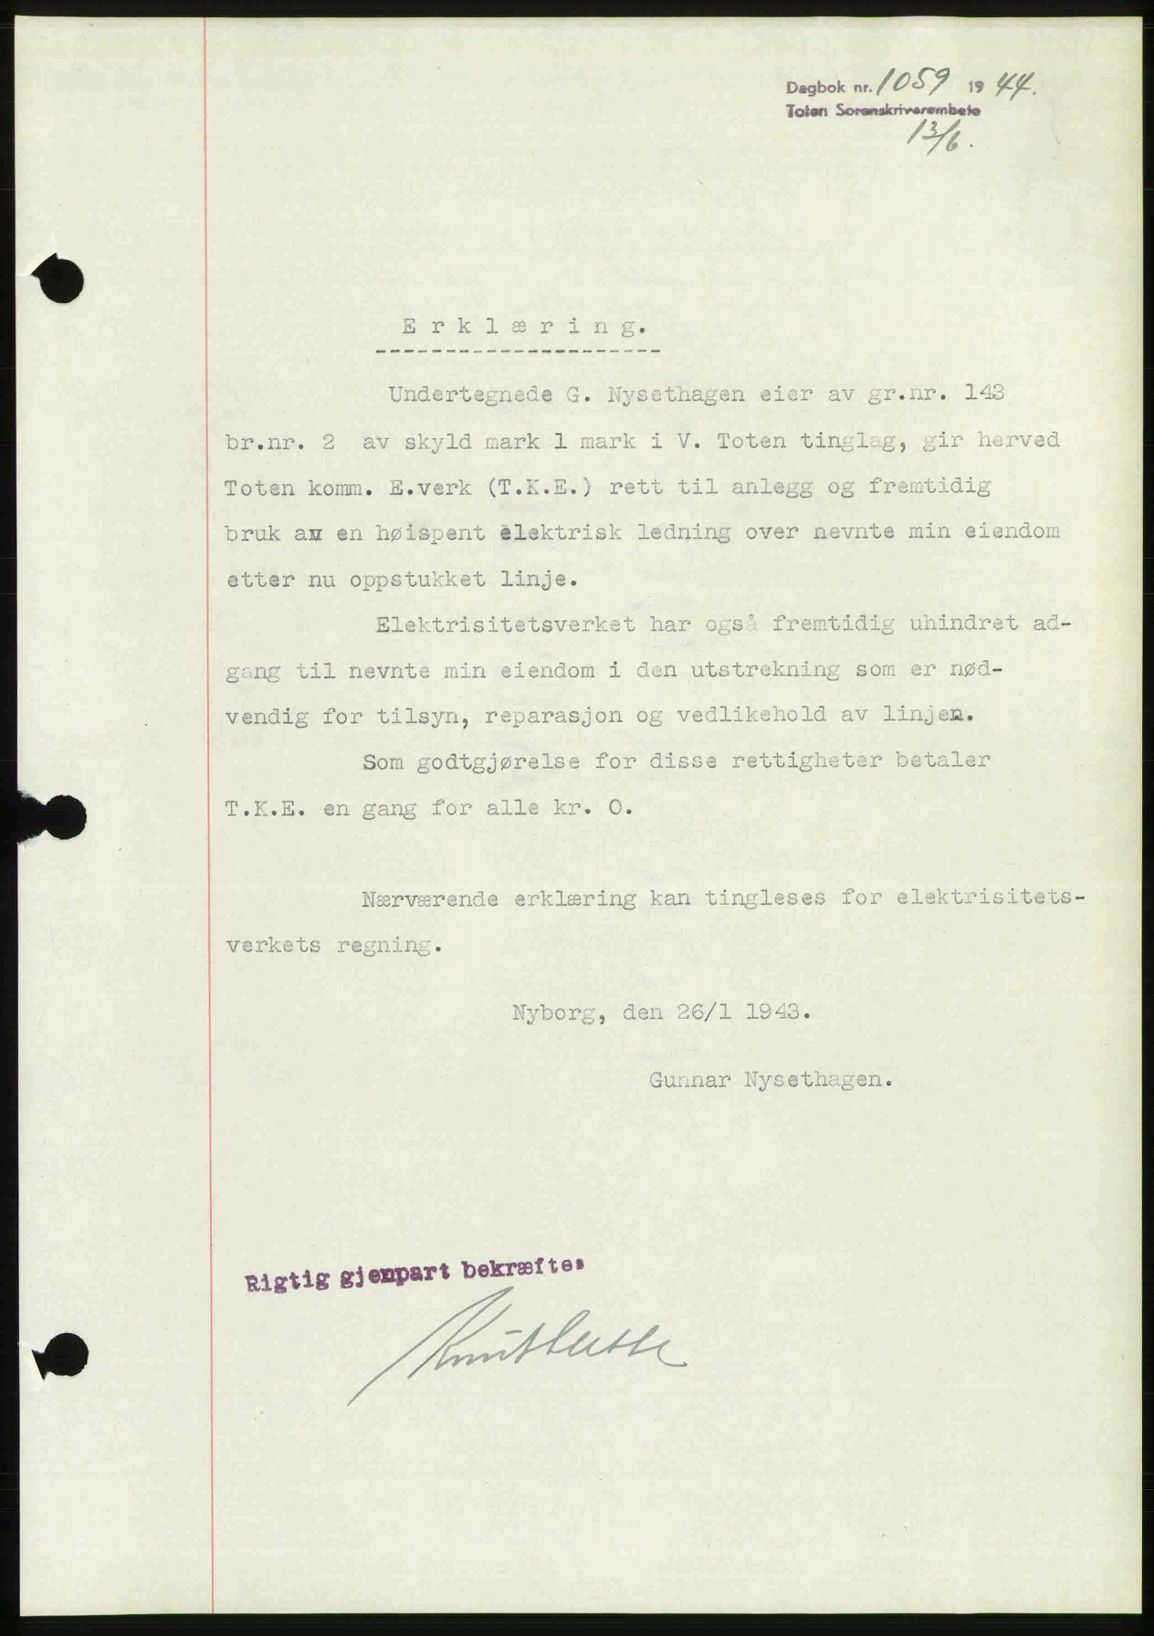 Dagbok nr. 1059 1944.
Toten Sorenskriverembete
13/6.
Erklæring.
Undertegnede G. Nysethagen eier av gr.nr. 143
br.nr. 2 av skyld mark 1 mark i V. Toten tinglag, gir herved
Toten komm. E.verk (T.K.E.) rett til anlegg og fremtidig
bruk av en høispent elektrisk ledning over nevnte min eiendom
etter nu oppstukket linje.
Elektrisitetsverket har også fremtidig uhindret ad-
gang til nevnte min eiendom i den utstrekning som er nød-
vendig for tilsyn, reparasjon og vedlikehold av linjen.
Som godtgjørelse for disse rettigheter betaler
T.K.E. en gang for alle kr. 0.
Nærværende erklæring kan tingleses for elektrisitets-
verkets regning.
Nyborg, den 26/1 1943.
Gunnar Nysethagen.
Rigtig gjenpart bekræftes
Knut